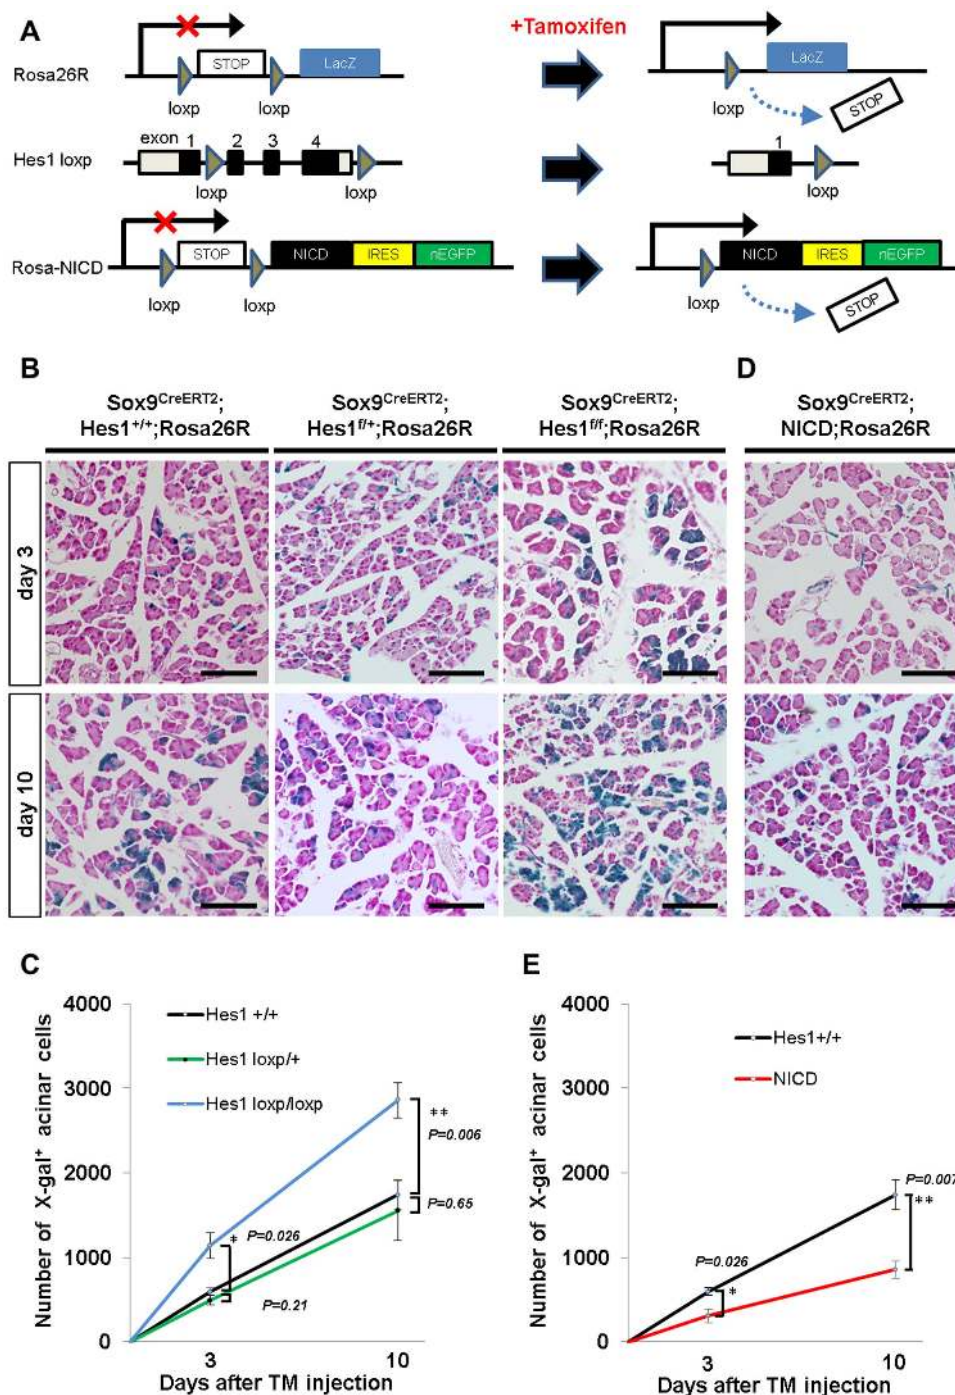 A
+Tamoxifen
Rosa26R
STOP
LacZ
loxp
loxp
LacZ
loxp
STOP
exon 1 2 3 4
Hes1 loxp
loxp
loxp
1
loxp
Rosa-NICD
STOP
NICD
IRES
nEGFP
loxp
loxp
NICD
IRES
nEGFP
loxp
STOP
B
Sox9CreERT2;
Hes1+/+;Rosa26R
Sox9CreERT2;
Hes1f/+;Rosa26R
Sox9CreERT2;
Hes1f/f;Rosa26R
D
Sox9CreERT2;
NICD;Rosa26R
day 3
day 10
C
Number of X-gal+ acinar cells
4000
3000
2000
1000
0
Hes1 +/+
Hes1 loxp/+
Hes1 loxp/loxp
**
P=0.006
P=0.65
*
P=0.026
P=0.21
3
10
Days after TM injection
E
Number of X-gal+ acinar cells
4000
3000
2000
1000
0
Hes1+/+
NICD
P=0.007
**
P=0.026
*
3
10
Days after TM injection